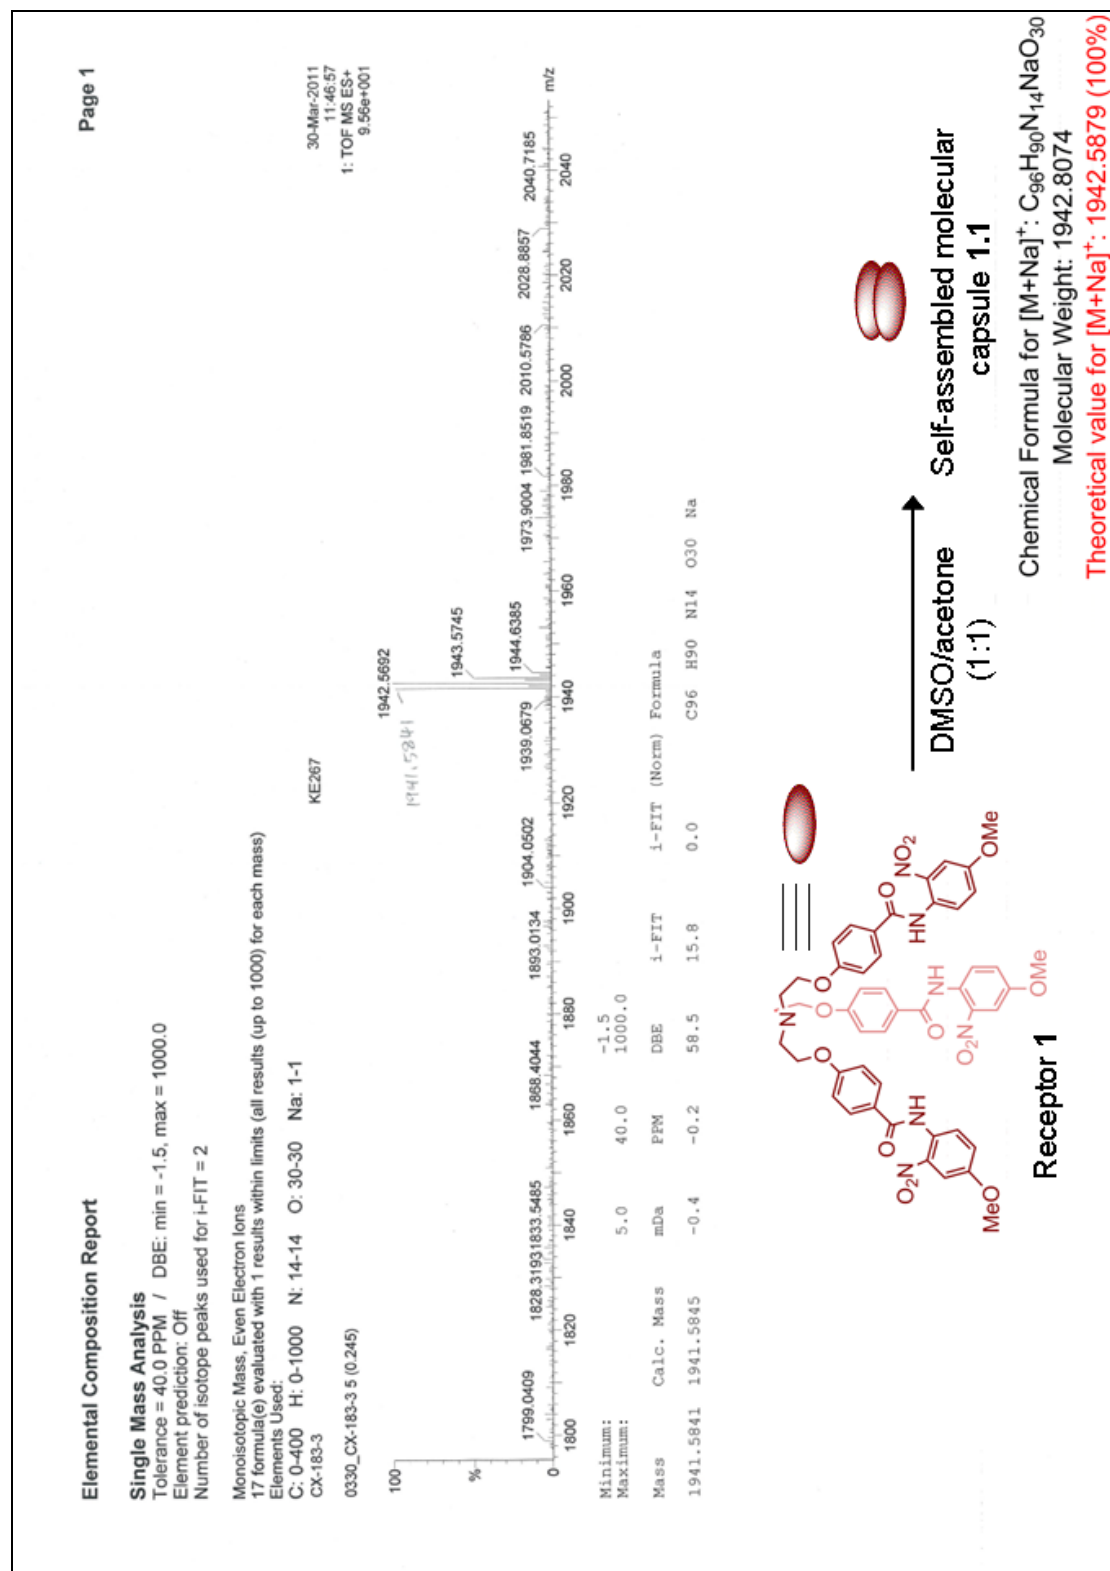 Elemental Composition Report
Page 1
Single Mass Analysis
Tolerance = 40.0 PPM / DBE: min = -1.5, max = 1000.0
Element prediction: Off
Number of isotope peaks used for i-FIT = 2
Monoisotopic Mass, Even Electron Ions
17 formula(e) evaluated with 1 results within limits (all results (up to 1000) for each mass)
Elements Used:
C: 0-400 H: 0-1000 N: 14-14 O: 30-30 Na: 1-1
CX-183-3
KE267
30-Mar-2011
11:46:57
0330_CX-183-3 5 (0.245)
1: TOF MS ES+
9.56e+001
100
%
0
1942.5692
1941.5841
1943.5745
1944.6385
1799.0409
1828.3193
1833.5485
1868.4044
1893.0134
1904.0502
1939.0679
1973.9004
1981.8519
2010.5786
2028.8857
2040.7185
1800 1820 1840 1860 1880 1900 1920 1940 1960 1980 2000 2020 2040
m/z
Minimum: -1.5
Maximum: 5.0 40.0 1000.0
Mass Calc. Mass mDa PPM DBE i-FIT i-FIT (Norm) Formula
1941.5841 1941.5845 -0.4 -0.2 58.5 15.8 0.0 C96 H90 N14 O30 Na
N
O
O
O
O
NH
O2N
MeO
O
NH
O2N
OMe
O
HN
NO2
OMe
Receptor 1
DMSO/acetone
(1:1)
Self-assembled molecular
capsule 1.1
Chemical Formula for [M+Na]+: C96H90N14NaO30
Molecular Weight: 1942.8074
Theoretical value for [M+Na]+: 1942.5879 (100%)